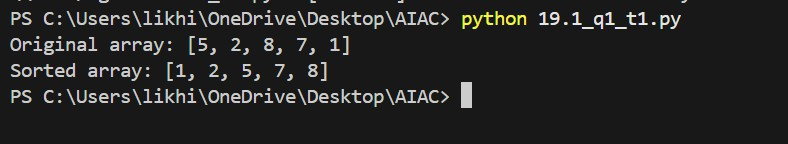 PS C:\Users\likhi\OneDrive\Desktop\AIAC> python 19.1_q1_t1.py
Original array: [5, 2, 8, 7, 1]
Sorted array: [1, 2, 5, 7, 8]
PS C:\Users\likhi\OneDrive\Desktop\AIAC>